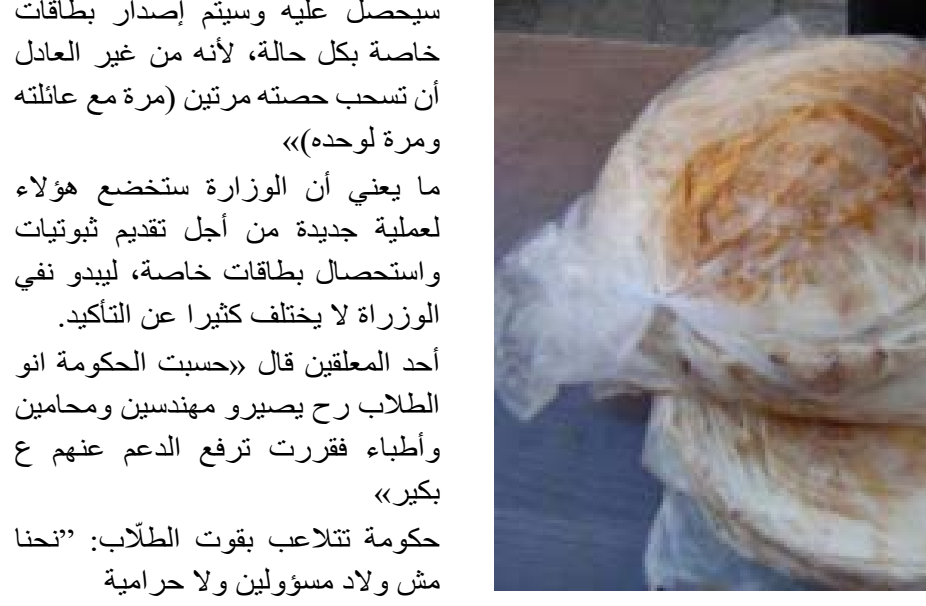 سيحصل عليه وسيتم إصدار بطاقات
خاصة بكل حالة، لأنه من غير العادل
أن تسحب حصته مرتين (مرة مع عائلته
ومرة لوحده)»
ما يعني أن الوزارة ستخضع هؤلاء
لعملية جديدة من أجل تقديم ثبوتيات
واستحصال بطاقات خاصة، ليبدو نفي
الوزراة لا يختلف كثيرا عن التأكيد.
أحد المعلقين قال «حسبت الحكومة انو
الطلاب رح يصيرو مهندسين ومحامين
وأطباء فقررت ترفع الدعم عنهم ع
بكير»
حكومة تتلاعب بقوت الطلّاب: ”نحنا
مش ولاد مسؤولين ولا حرامية